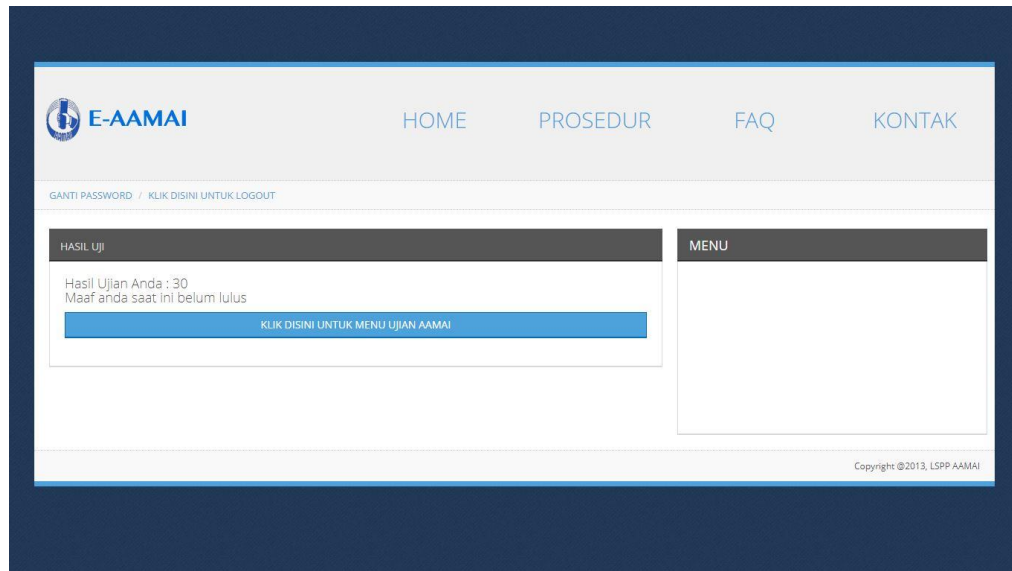 E-AAMAI
HOME PROSEDUR FAQ KONTAK
GANTI PASSWORD / KLIK DISINI UNTUK LOGOUT
HASIL UJI
Hasil Ujian Anda : 30
Maaf anda saat ini belum lulus
KLIK DISINI UNTUK MENU UJIAN AAMAI
MENU
Copyright @2013, LSPP AAMAI